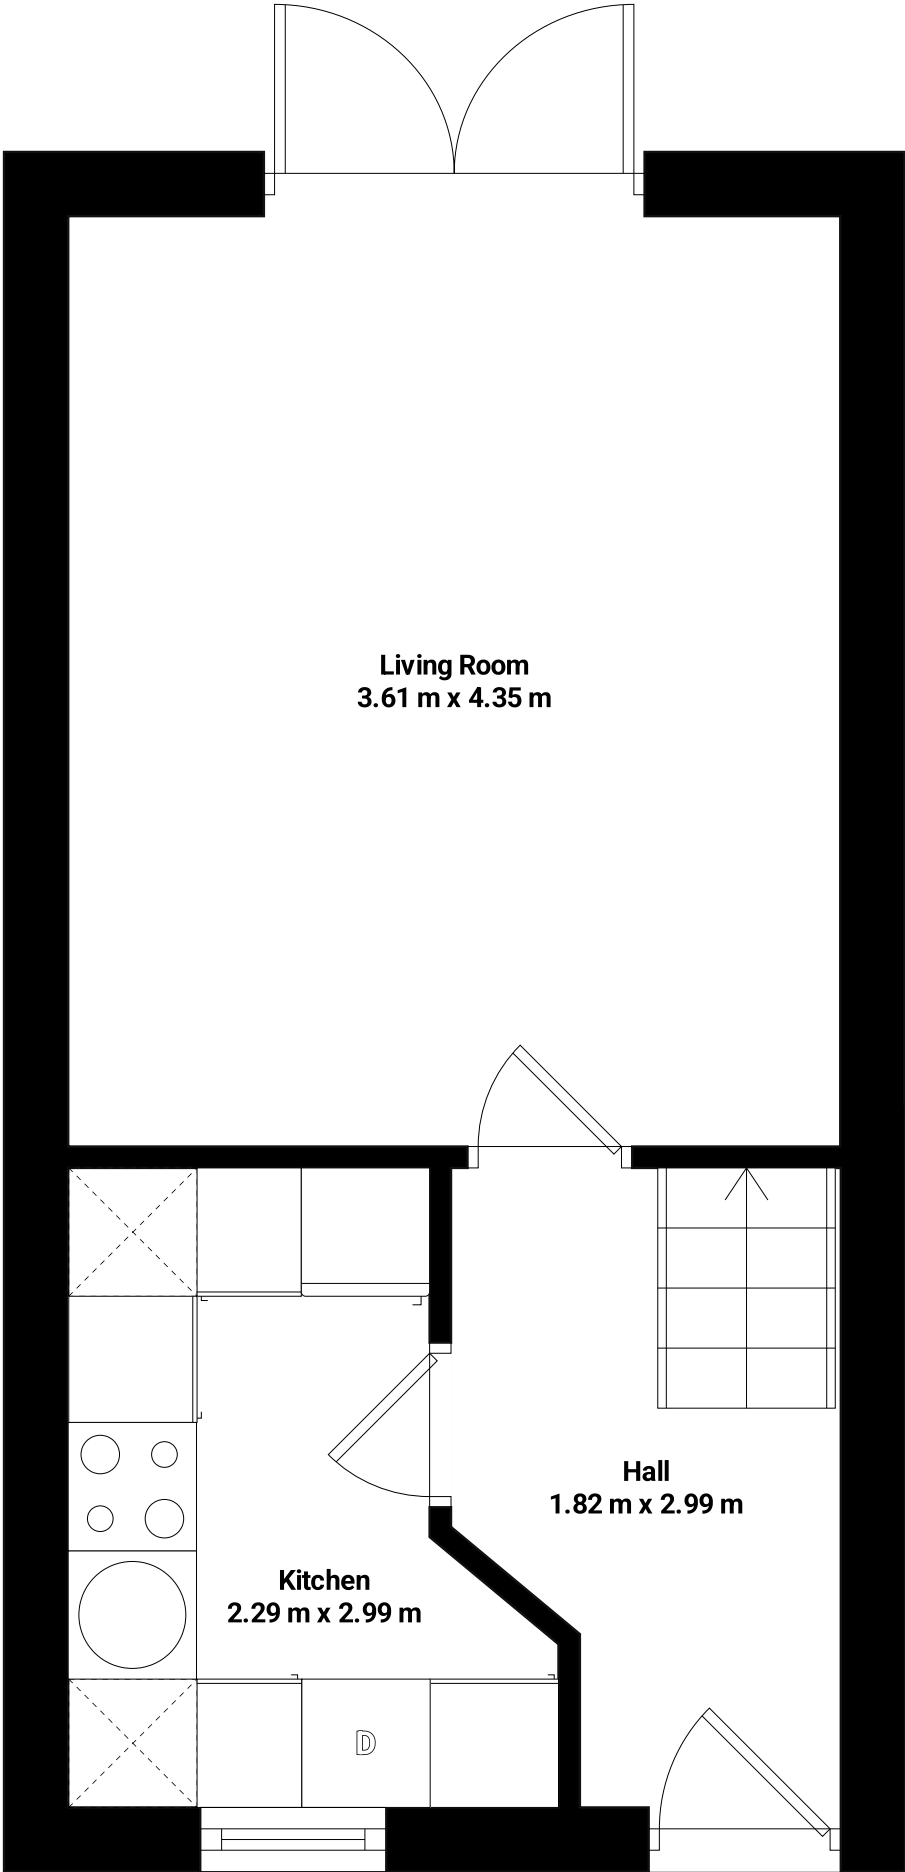 Living Room
3.61 m x 4.35 m
Hall
1.82 m x 2.99 m
Kitchen
2.29 m x 2.99 m
D